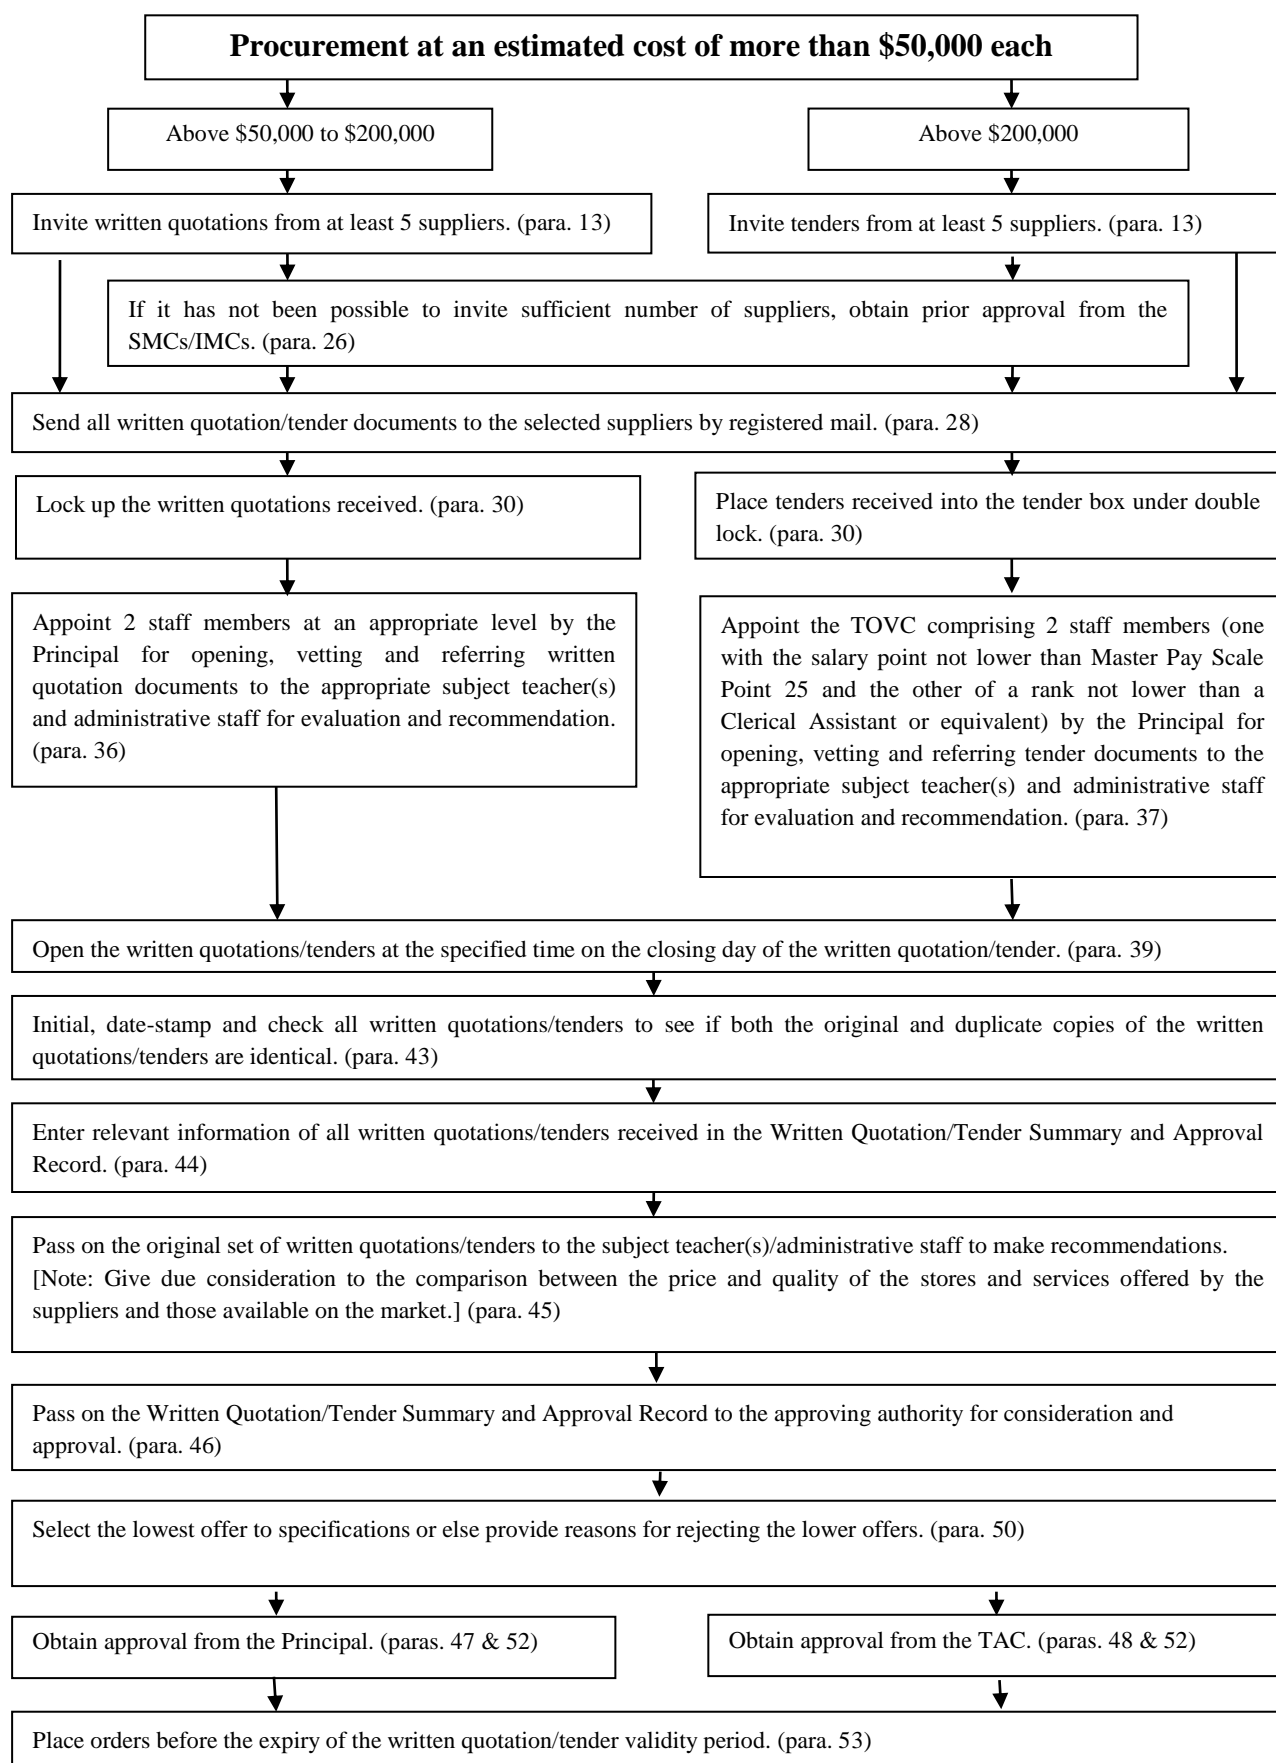 Procurement at an estimated cost of more than $50,000 each
Above $50,000 to $200,000
Above $200,000
Invite written quotations from at least 5 suppliers. (para. 13)
Invite tenders from at least 5 suppliers. (para. 13)
If it has not been possible to invite sufficient number of suppliers, obtain prior approval from the
SMCs/IMCs. (para. 26)
Send all written quotation/tender documents to the selected suppliers by registered mail. (para. 28)
Lock up the written quotations received. (para. 30)
Place tenders received into the tender box under double
lock. (para. 30)
Appoint 2 staff members at an appropriate level by the
Principal for opening, vetting and referring written
quotation documents to the appropriate subject teacher(s)
and administrative staff for evaluation and recommendation.
(para. 36)
Appoint the TOVC comprising 2 staff members (one
with the salary point not lower than Master Pay Scale
Point 25 and the other of a rank not lower than a
Clerical Assistant or equivalent) by the Principal for
opening, vetting and referring tender documents to the
appropriate subject teacher(s) and administrative staff
for evaluation and recommendation. (para. 37)
Open the written quotations/tenders at the specified time on the closing day of the written quotation/tender. (para. 39)
Initial, date-stamp and check all written quotations/tenders to see if both the original and duplicate copies of the written
quotations/tenders are identical. (para. 43)
Enter relevant information of all written quotations/tenders received in the Written Quotation/Tender Summary and Approval
Record. (para. 44)
Pass on the original set of written quotations/tenders to the subject teacher(s)/administrative staff to make recommendations.
[Note: Give due consideration to the comparison between the price and quality of the stores and services offered by the
suppliers and those available on the market.] (para. 45)
Pass on the Written Quotation/Tender Summary and Approval Record to the approving authority for consideration and
approval. (para. 46)
Select the lowest offer to specifications or else provide reasons for rejecting the lower offers. (para. 50)
Obtain approval from the Principal. (paras. 47 & 52)
Obtain approval from the TAC. (paras. 48 & 52)
Place orders before the expiry of the written quotation/tender validity period. (para. 53)